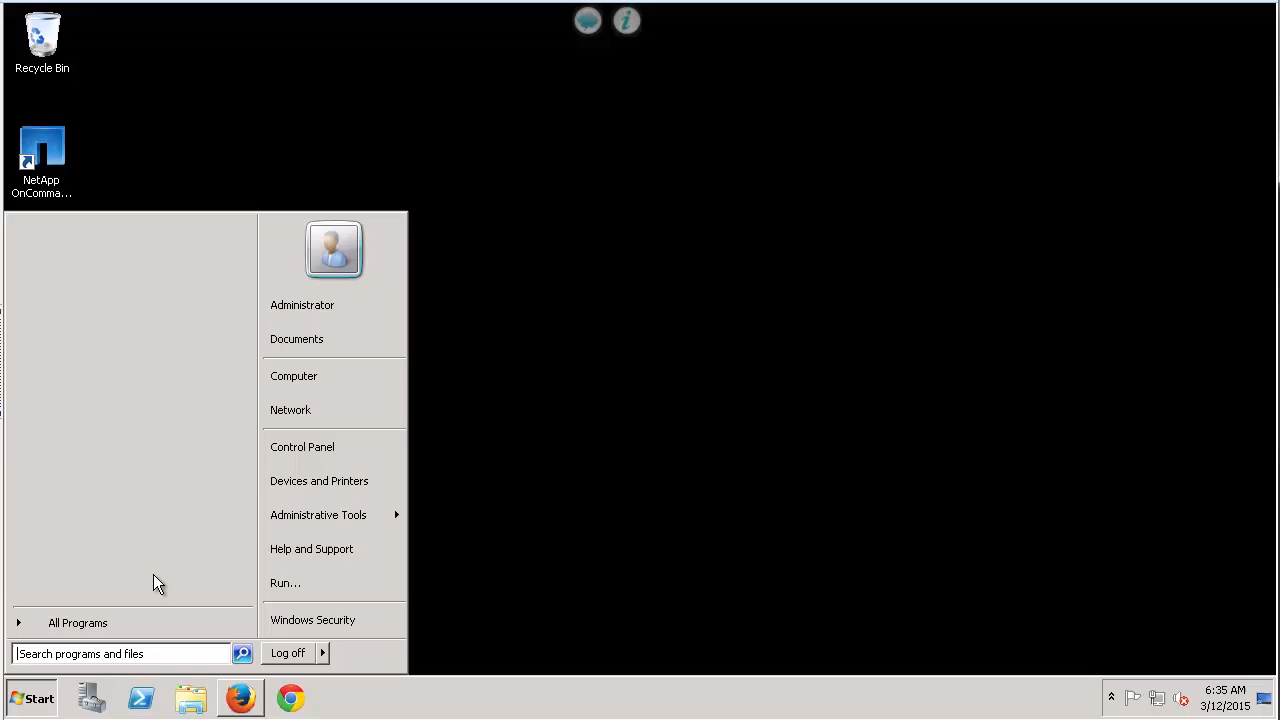 Recycle Bin
NetApp
OnComma...
Administrator
Documents
Computer
Network
Control Panel
Devices and Printers
Administrative Tools
Help and Support
Run...
All Programs
Windows Security
Search programs and files
Log off
Start
6:35 AM
3/12/2015